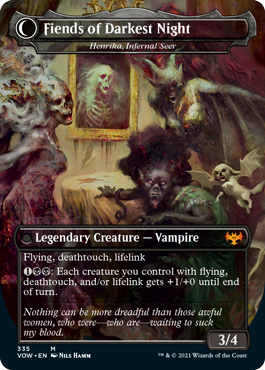 Fiends of Darkest Night
Henrika, Infernal Seer
Legendary Creature — Vampire
Flying, deathtouch, lifelink
1BB: Each creature you control with flying,
deathtouch, and/or lifelink gets +1/+0 until end
of turn.
Nothing can be more dreadful than those awful
women, who were—who are—waiting to suck
my blood.
3/4
335 M
VOW • EN Nils Hamm
™ & © 2021 Wizards of the Coast